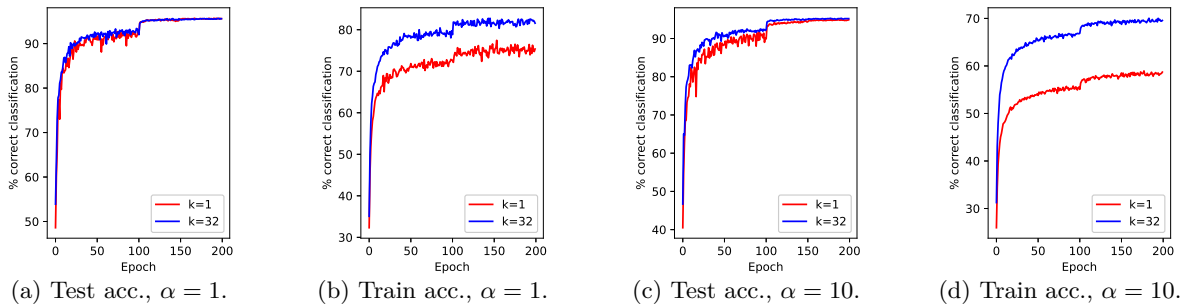 % correct classification
90
80
70
60
50
0
50
100
150
200
Epoch
k=1
k=32
(a) Test acc., α = 1.
% correct classification
80
70
60
50
40
30
0
50
100
150
200
Epoch
k=1
k=32
(b) Train acc., α = 1.
% correct classification
90
80
70
60
50
40
0
50
100
150
200
Epoch
k=1
k=32
(c) Test acc., α = 10.
% correct classification
70
60
50
40
30
0
50
100
150
200
Epoch
k=1
k=32
(d) Train acc., α = 10.